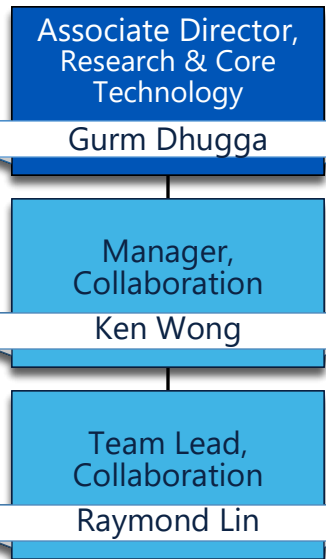 Associate Director,
Research & Core
Technology
Gurm Dhugga
Manager,
Collaboration
Ken Wong
Team Lead,
Collaboration
Raymond Lin